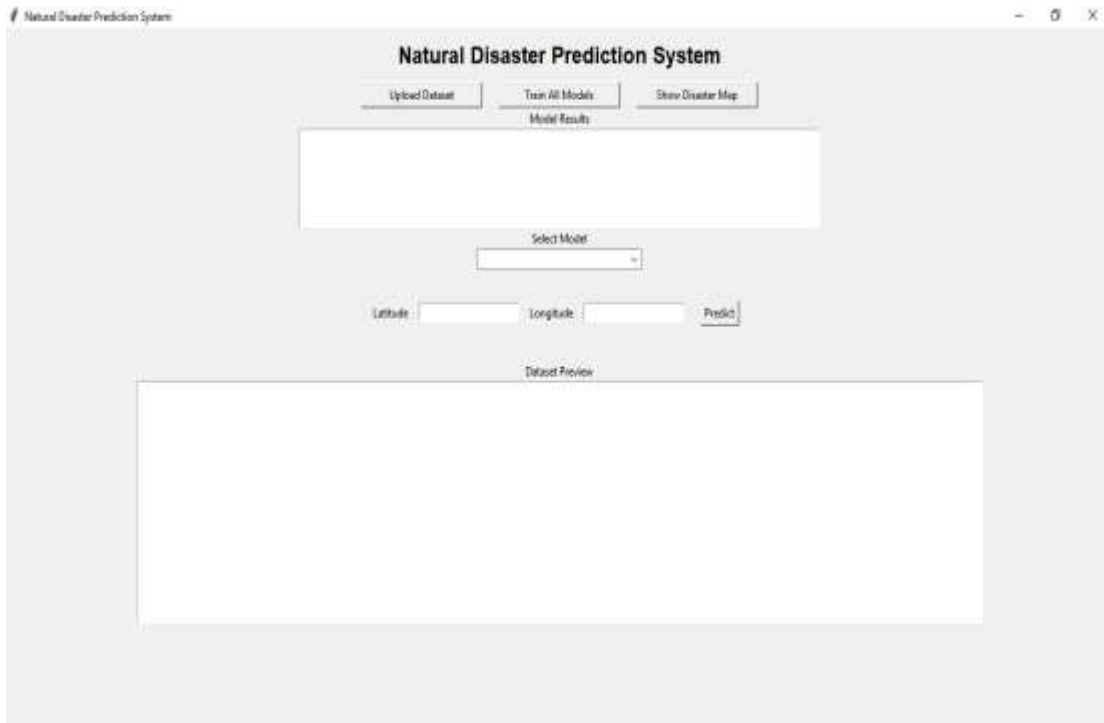 Natural Disaster Prediction System
Natural Disaster Prediction System
Upload Dataset Train All Models Show Disaster Map
Model Results
Select Model
Latitude Longitude Predict
Dataset Preview